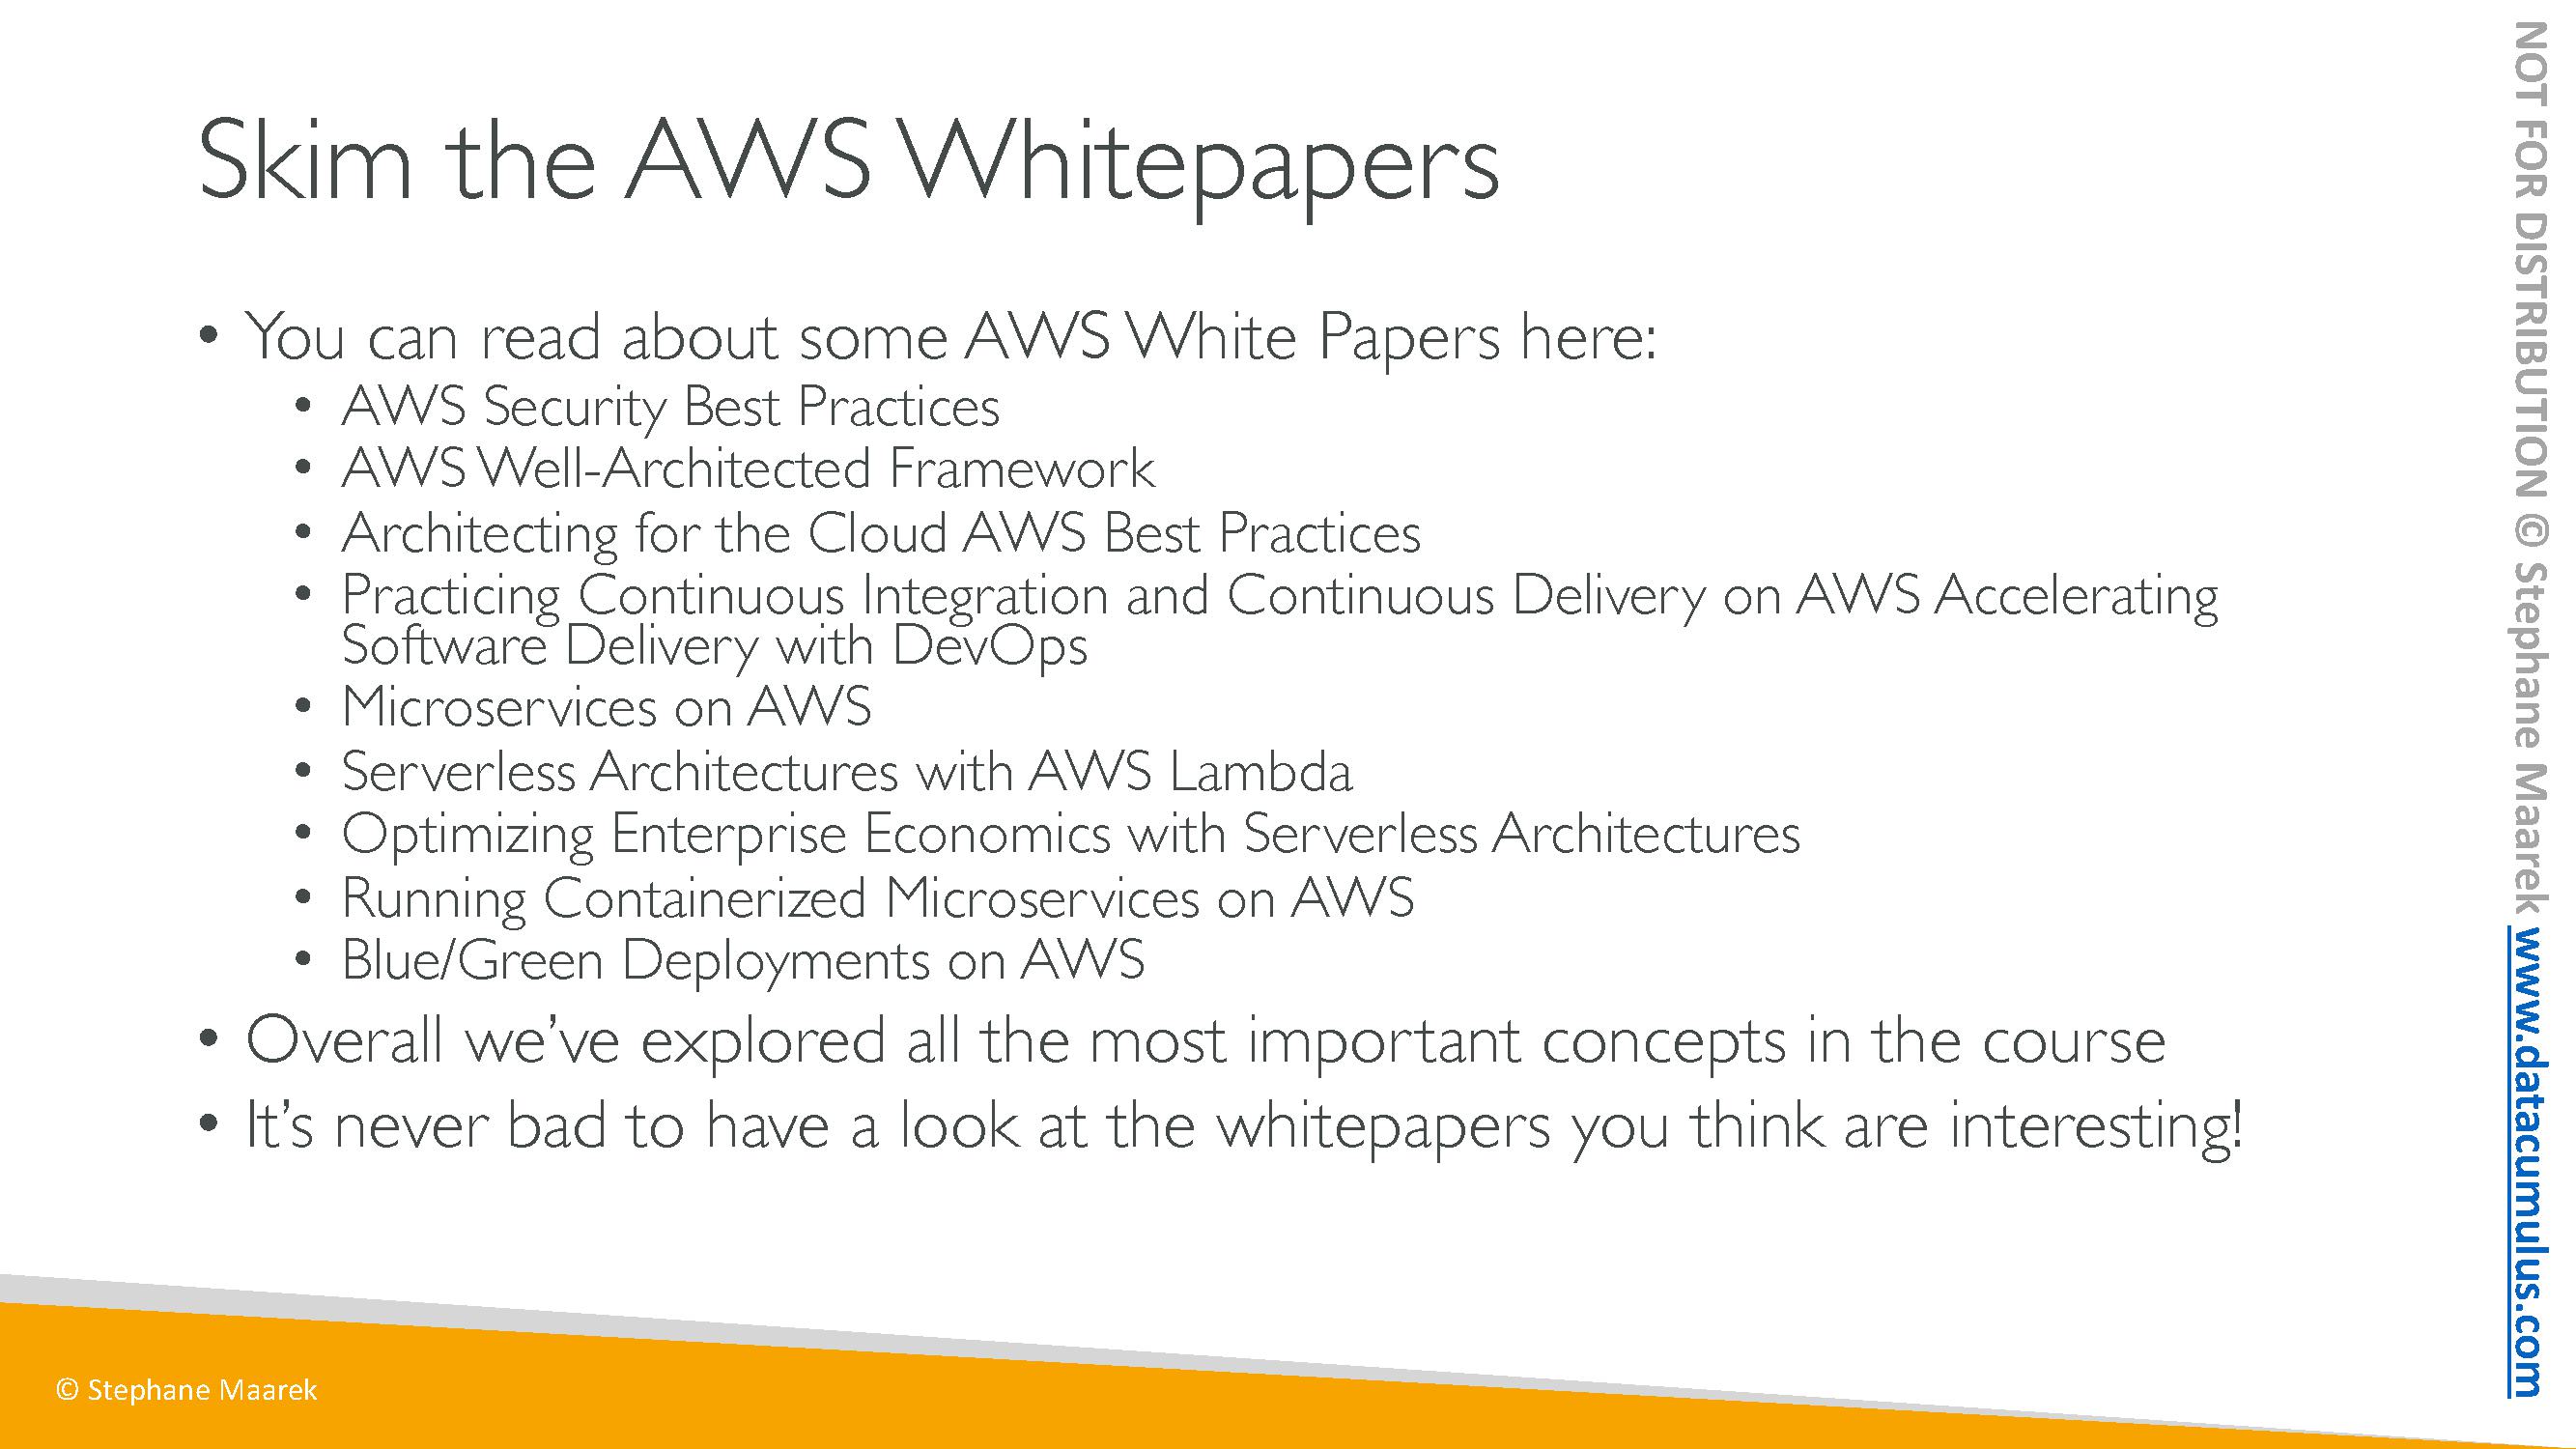 Skim the AWS Whitepapers
• You can read about some AWS White Papers here:
• AWS Security Best Practices
• AWS Well-Architected Framework
• Architecting for the Cloud AWS Best Practices
• Practicing Continuous Integration and Continuous Delivery on AWS Accelerating
Software Delivery with DevOps
• Microservices on AWS
• Serverless Architectures with AWS Lambda
• Optimizing Enterprise Economics with Serverless Architectures
• Running Containerized Microservices on AWS
• Blue/Green Deployments on AWS
• Overall we’ve explored all the most important concepts in the course
• It’s never bad to have a look at the whitepapers you think are interesting!
© Stephane Maarek
NOT FOR DISTRIBUTION © Stephane Maarek www.datacumulus.com